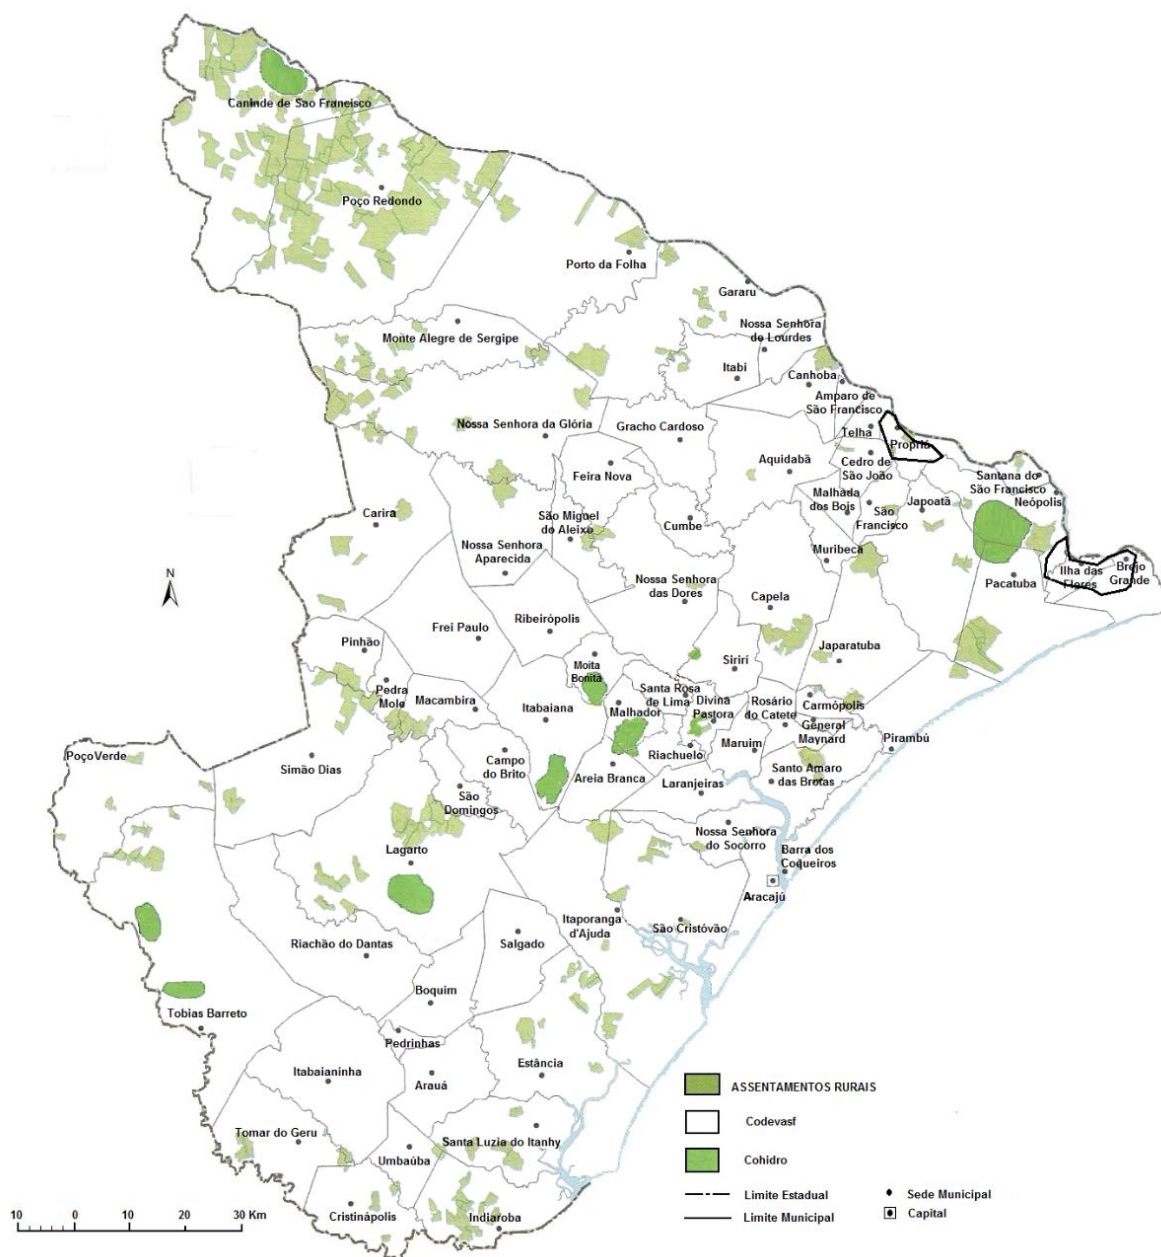 Caninde de Sao Francisco
Poço Redondo
Porto da Folha
Gararu
Monte Alegre de Sergipe
Nossa Senhora
de Lourdes
Itabi
Canhoba
Amparo de
São Francisco
Nossa Senhora da Glória
Gracho Cardoso
Telha
Propriá
Feira Nova
Aquidabã
Cedro de
São João
Santana do
São Francisco
Neópolis
Malhada
dos Bois
São
Francisco
Japoatã
Carira
São Miguel
do Aleixo
Cumbe
Nossa Senhora
Aparecida
Muribeca
Ilha das
Flores
Brejo
Grande
Pacatuba
Nossa Senhora
das Dores
Capela
N
Ribeirópolis
Frei Paulo
Pinhão
Japaratuba
Moita
Bonita
Sirirí
Pedra
Mole
Macambira
Itabaiana
Malhador
Santa Rosa
de Lima
Divina
Pastora
Rosário
do Catete
Carmópolis
General
Maynard
Pirambú
PoçoVerde
Simão Dias
Campo
do Brito
Areia Branca
Riachuelo
Maruim
Santo Amaro
das Brotas
São
Domingos
Laranjeiras
Nossa Senhora
do Socorro
Lagarto
Barra dos
Coqueiros
Aracajú
Itaporanga
d'Ajuda
São Cristóvão
Riachão do Dantas
Salgado
Boquim
Tobias Barreto
Pedrinhas
Itabaianinha
Arauá
Estância
Tomar do Geru
Umbaúba
Santa Luzia do Itanhy
Cristinápolis
Indiaroba
ASSENTAMENTOS RURAIS
Codevasf
Cohidro
Limite Estadual
Sede Municipal
Limite Municipal
Capital
10 0 10 20 30 Km